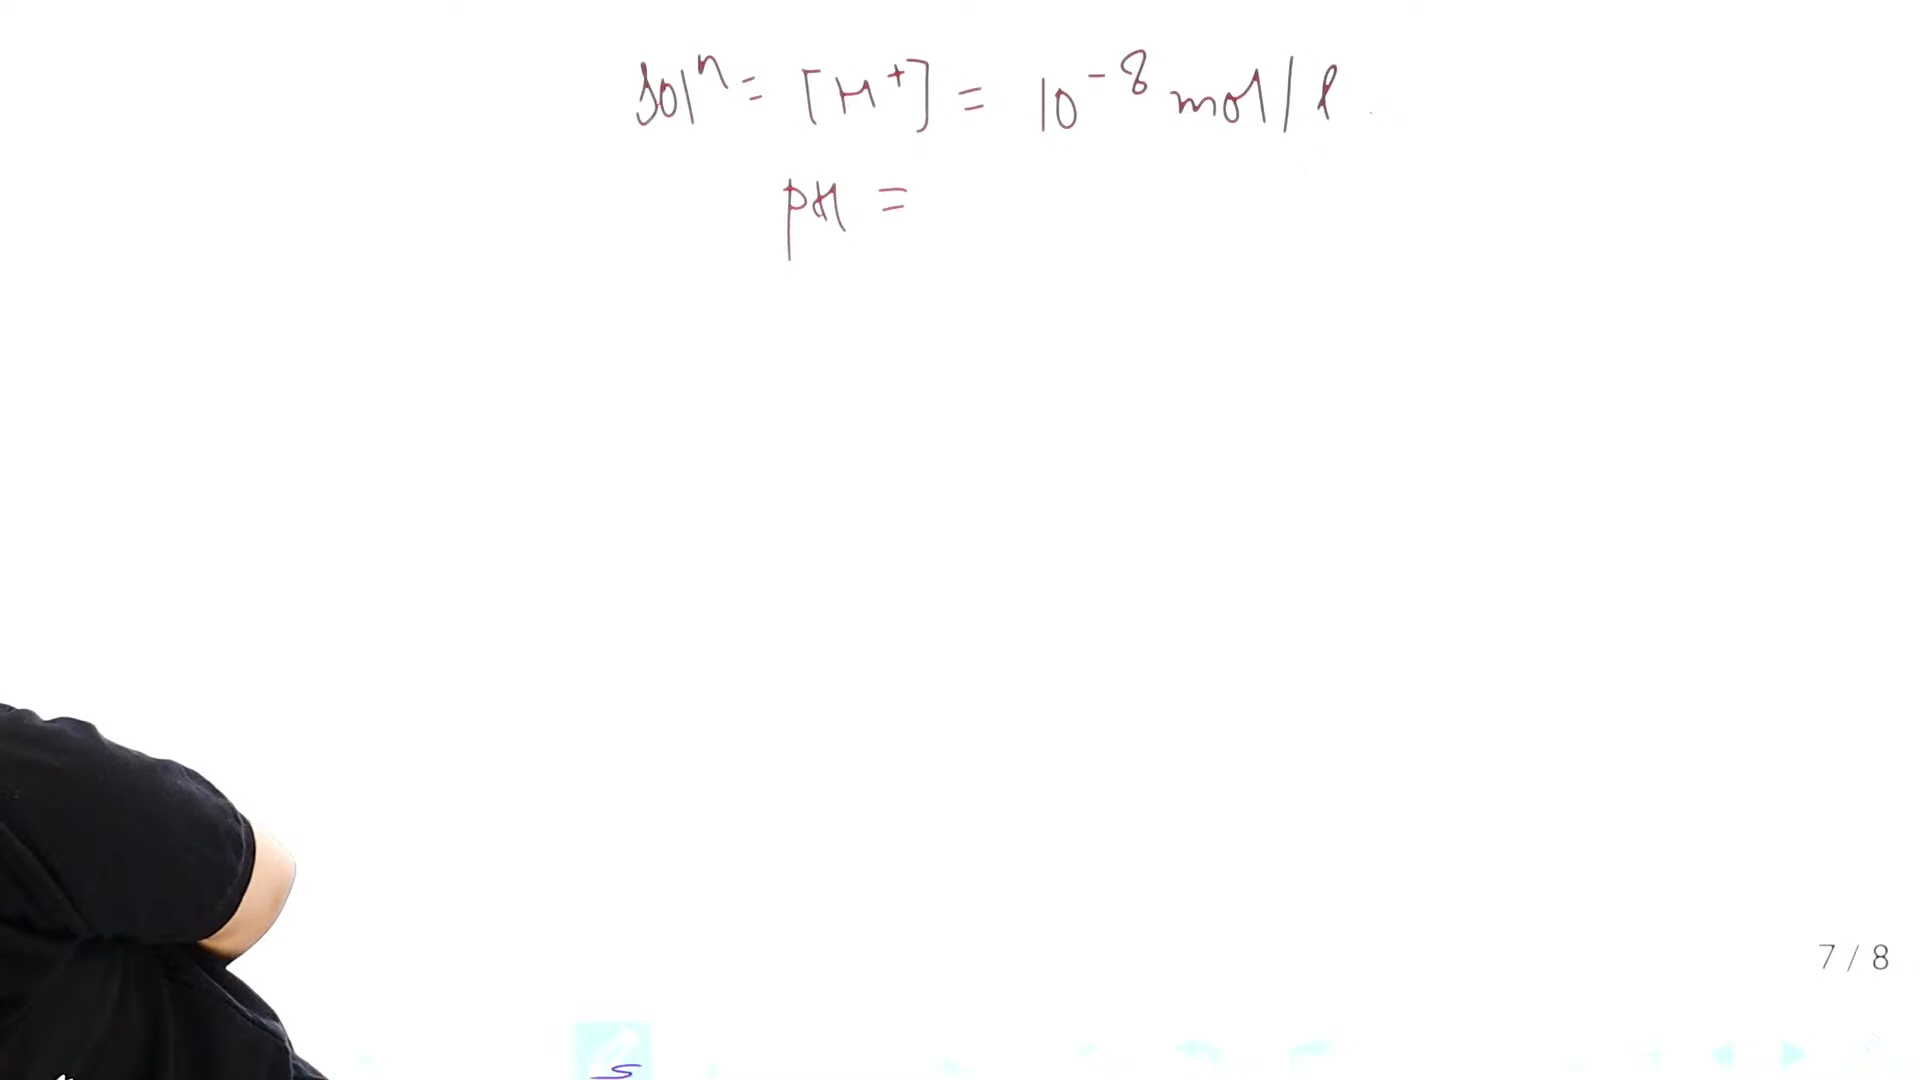 Solⁿ = [H⁺] = 10⁻⁸ mol/l.
pH =
7 / 8
S